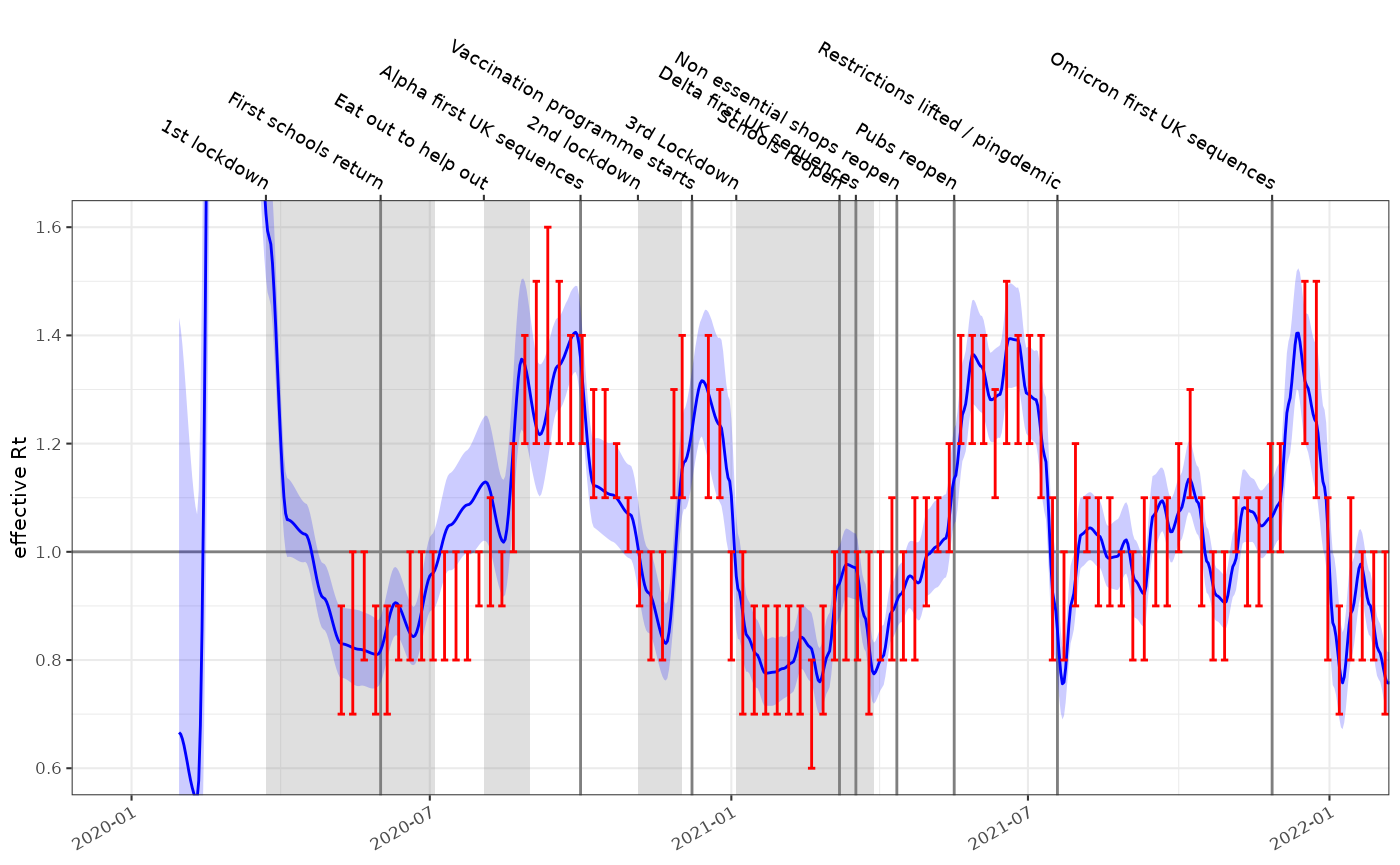 1st lockdown
First schools return
Eat out to help out
Alpha first UK sequences
2nd lockdown
Vaccination programme starts
3rd Lockdown
Schools reopen
Delta first UK sequences
Non essential shops reopen
Pubs reopen
Restrictions lifted / pingdemic
Omicron first UK sequences
effective Rt
1.6
1.4
1.2
1.0
0.8
0.6
2020-01
2020-07
2021-01
2021-07
2022-01